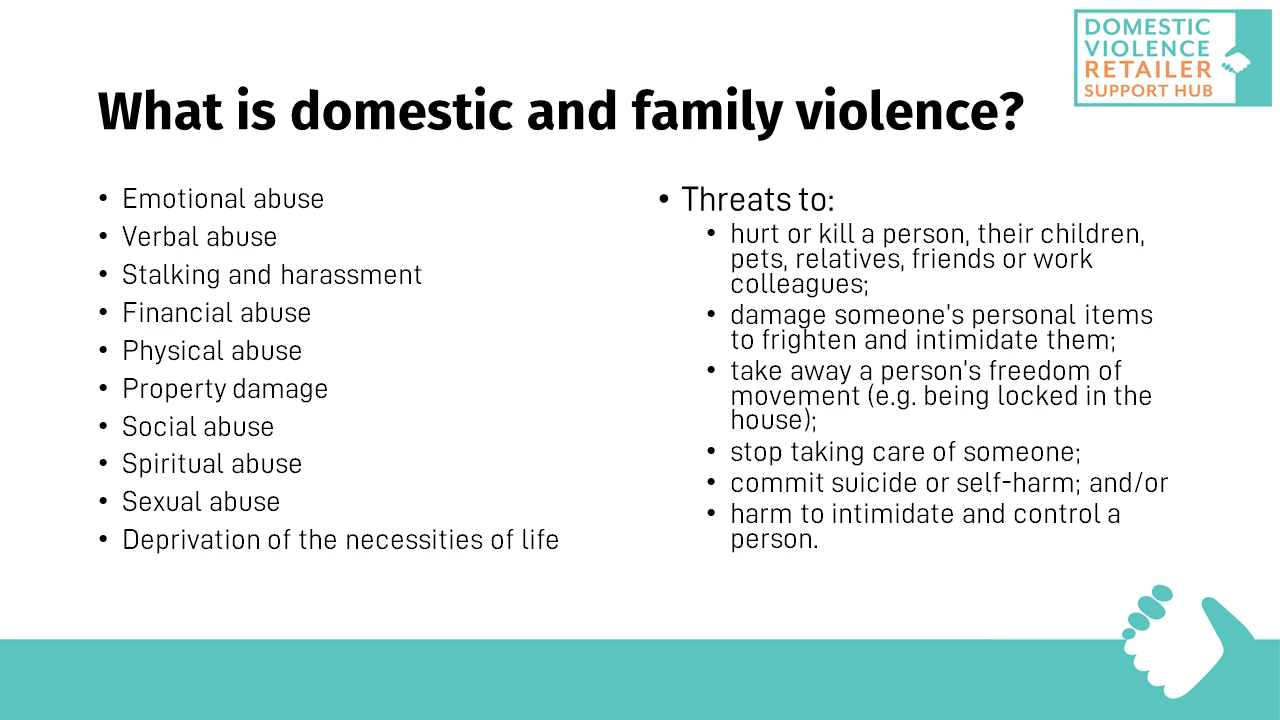 DOMESTIC
VIOLENCE
RETAILER
SUPPORT HUB
What is domestic and family violence?
• Emotional abuse
• Verbal abuse
• Stalking and harassment
• Financial abuse
• Physical abuse
• Property damage
• Social abuse
• Spiritual abuse
• Sexual abuse
• Deprivation of the necessities of life
• Threats to:
• hurt or kill a person, their children,
pets, relatives, friends or work
colleagues;
• damage someone's personal items
to frighten and intimidate them;
• take away a person's freedom of
movement (e.g. being locked in the
house);
• stop taking care of someone;
• commit suicide or self-harm; and/or
• harm to intimidate and control a
person.